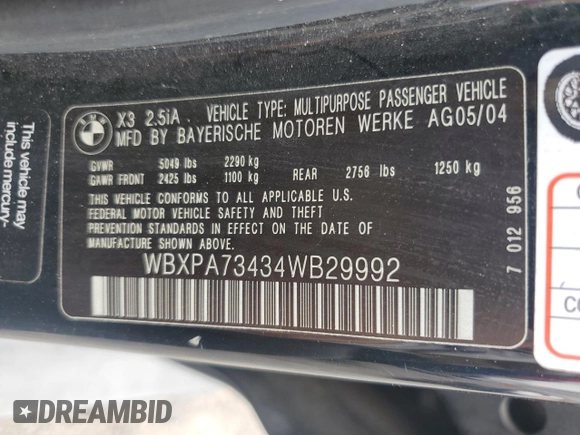 This vehicle may
include mercury-
BMW
X3 2.5iA VEHICLE TYPE: MULTIPURPOSE PASSENGER VEHICLE
MFD BY BAYERISCHE MOTOREN WERKE AG05/04
GVWR 5049 lbs 2290 kg
GAWR FRONT 2425 lbs 1100 kg REAR 2756 lbs 1250 kg
THIS VEHICLE CONFORMS TO ALL APPLICABLE U.S.
FEDERAL MOTOR VEHICLE SAFETY AND THEFT
PREVENTION STANDARDS IN EFFECT ON THE DATE OF
MANUFACTURE SHOWN ABOVE.
WBXPA73434WB29992
7 012 956
DREAMBID